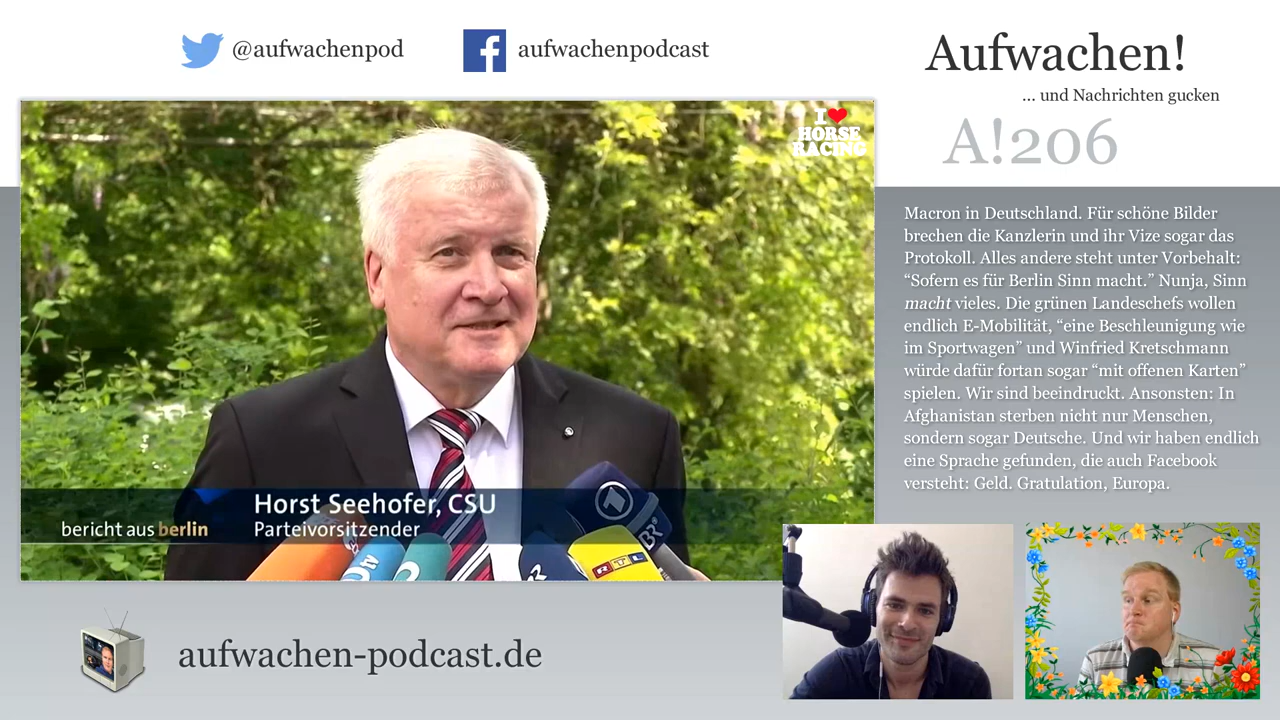 @aufwachenpod
aufwachenpodcast
Aufwachen!
... und Nachrichten gucken
A!206
I
HORSE
RACING
Macron in Deutschland. Für schöne Bilder
brechen die Kanzlerin und ihr Vize sogar das
Protokoll. Alles andere steht unter Vorbehalt:
“Sofern es für Berlin Sinn macht.” Nunja, Sinn
macht vieles. Die grünen Landeschefs wollen
endlich E-Mobilität, “eine Beschleunigung wie
im Sportwagen” und Winfried Kretschmann
würde dafür fortan sogar “mit offenen Karten”
spielen. Wir sind beeindruckt. Ansonsten: In
Afghanistan sterben nicht nur Menschen,
sondern sogar Deutsche. Und wir haben endlich
eine Sprache gefunden, die auch Facebook
versteht: Geld. Gratulation, Europa.
Horst Seehofer, CSU
bericht aus berlin
Parteivorsitzender
BR
RTL
aufwachen-podcast.de